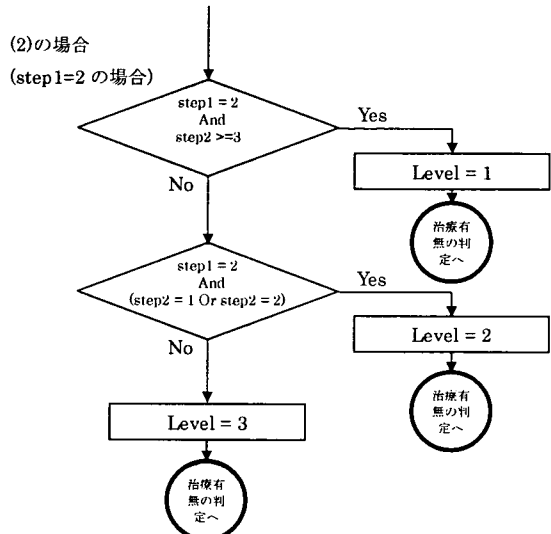 (2)の場合
(step1=2 の場合)
step1 = 2
And
step2 >=3
Yes
Level = 1
治療有
無の判
定へ
No
step1 = 2
And
(step2 = 1 Or step2 = 2)
Yes
Level = 2
治療有
無の判
定へ
No
Level = 3
治療有
無の判
定へ